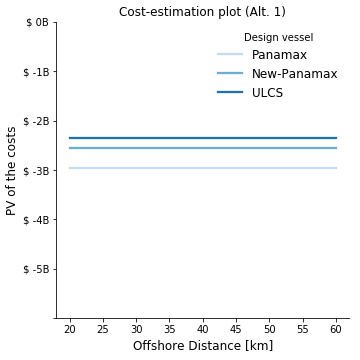 Cost-estimation plot (Alt. 1)
$ 0B
$ -1B
$ -2B
$ -3B
$ -4B
$ -5B
PV of the costs
Design vessel
Panamax
New-Panamax
ULCS
20 25 30 35 40 45 50 55 60
Offshore Distance [km]